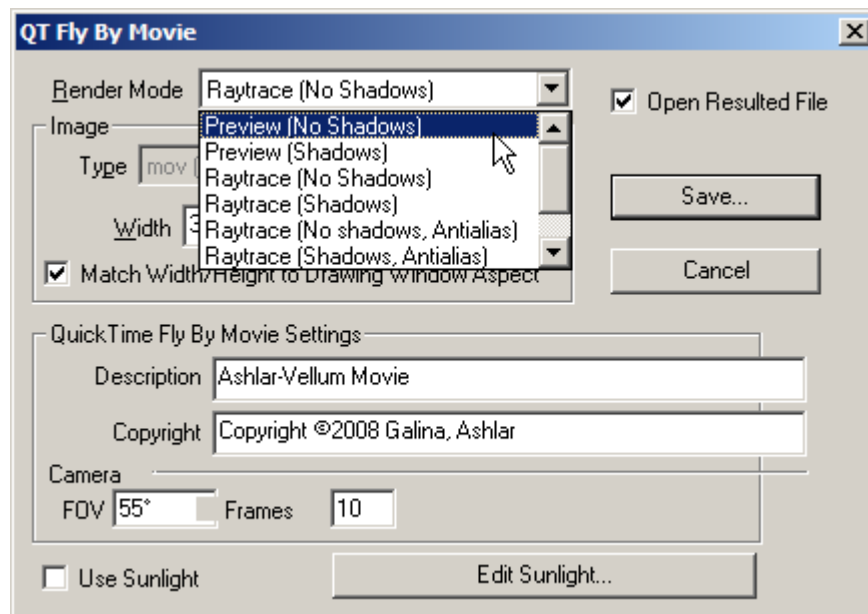 QT Fly By Movie
Render Mode Raytrace (No Shadows)
Open Resulted File
Preview (No Shadows)
Preview (Shadows)
Raytrace (No Shadows)
Raytrace (Shadows)
Raytrace (No shadows, Antialias)
Raytrace (Shadows, Antialias)
Image
Type mov
Width
Match Width/Height to Drawing Window Aspect
Save...
Cancel
QuickTime Fly By Movie Settings
Description Ashlar-Vellum Movie
Copyright Copyright ©2008 Galina, Ashlar
Camera
FOV 55° Frames 10
Use Sunlight Edit Sunlight...